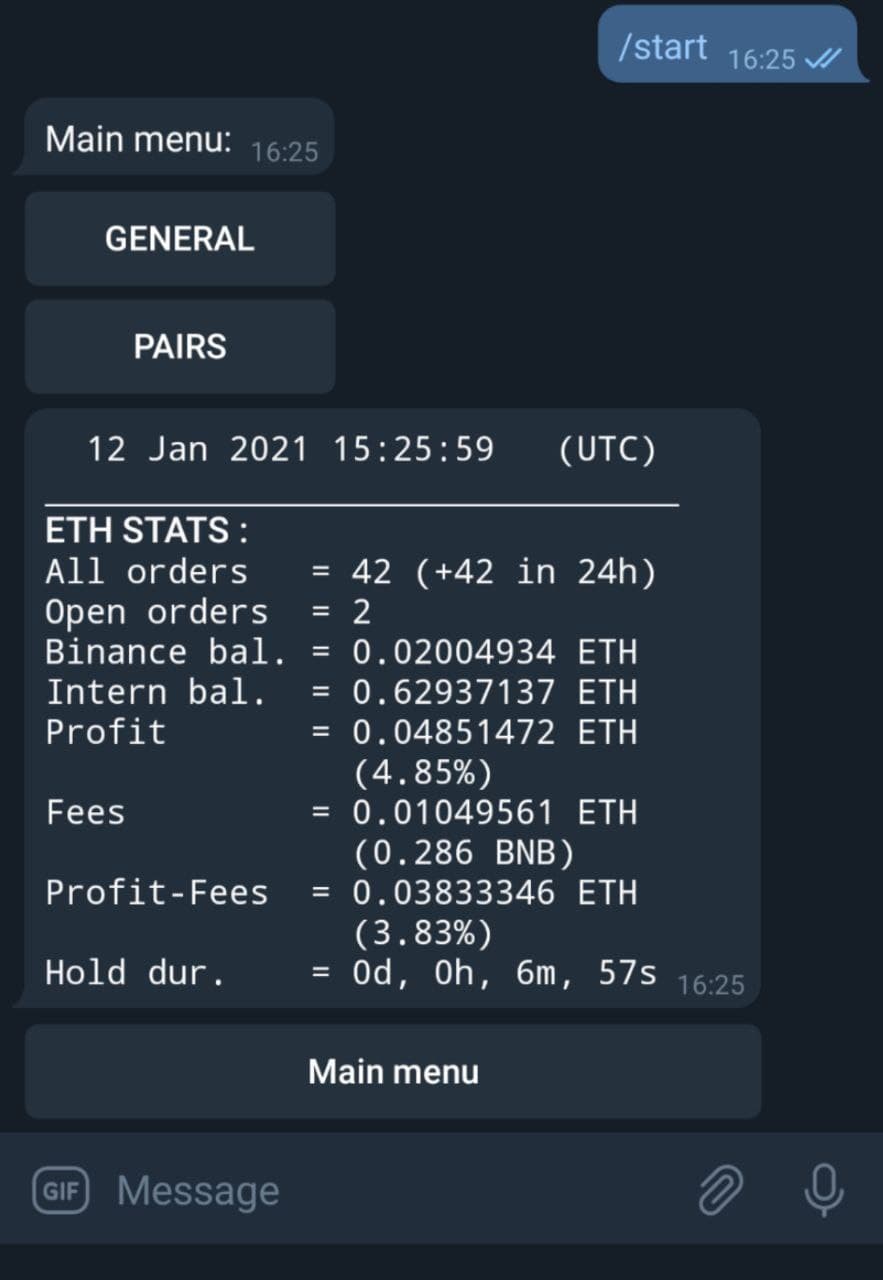 /start 16:25
Main menu: 16:25
GENERAL
PAIRS
12 Jan 2021 15:25:59 (UTC)
ETH STATS :
All orders = 42 (+42 in 24h)
Open orders = 2
Binance bal. = 0.02004934 ETH
Intern bal. = 0.62937137 ETH
Profit = 0.04851472 ETH
(4.85%)
Fees = 0.01049561 ETH
(0.286 BNB)
Profit-Fees = 0.03833346 ETH
(3.83%)
Hold dur. = 0d, 0h, 6m, 57s 16:25
Main menu
GIF Message